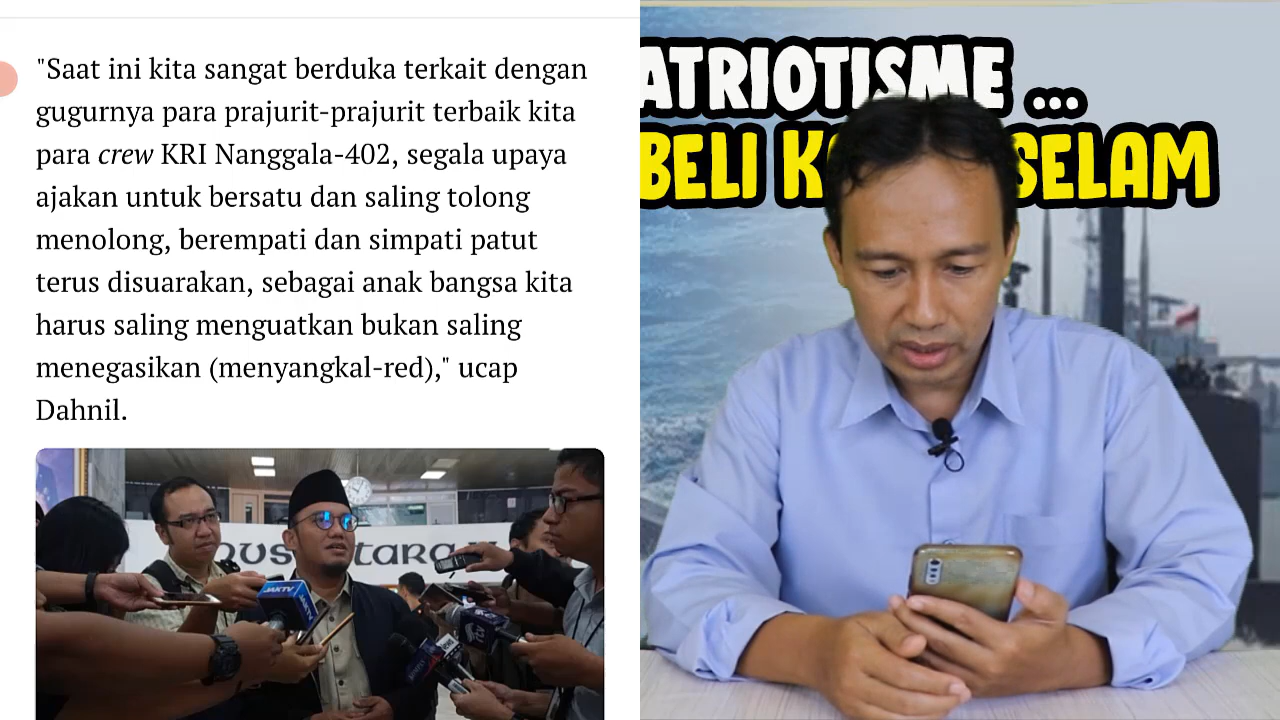 "Saat ini kita sangat berduka terkait dengan
gugurnya para prajurit-prajurit terbaik kita
para crew KRI Nanggala-402, segala upaya
ajakan untuk bersatu dan saling tolong
menolong, berempati dan simpati patut
terus disuarakan, sebagai anak bangsa kita
harus saling menguatkan bukan saling
menegasikan (menyangkal-red)," ucap
Dahnil.
JAKTV
ATRIOTISME ...
BELI K SELAM